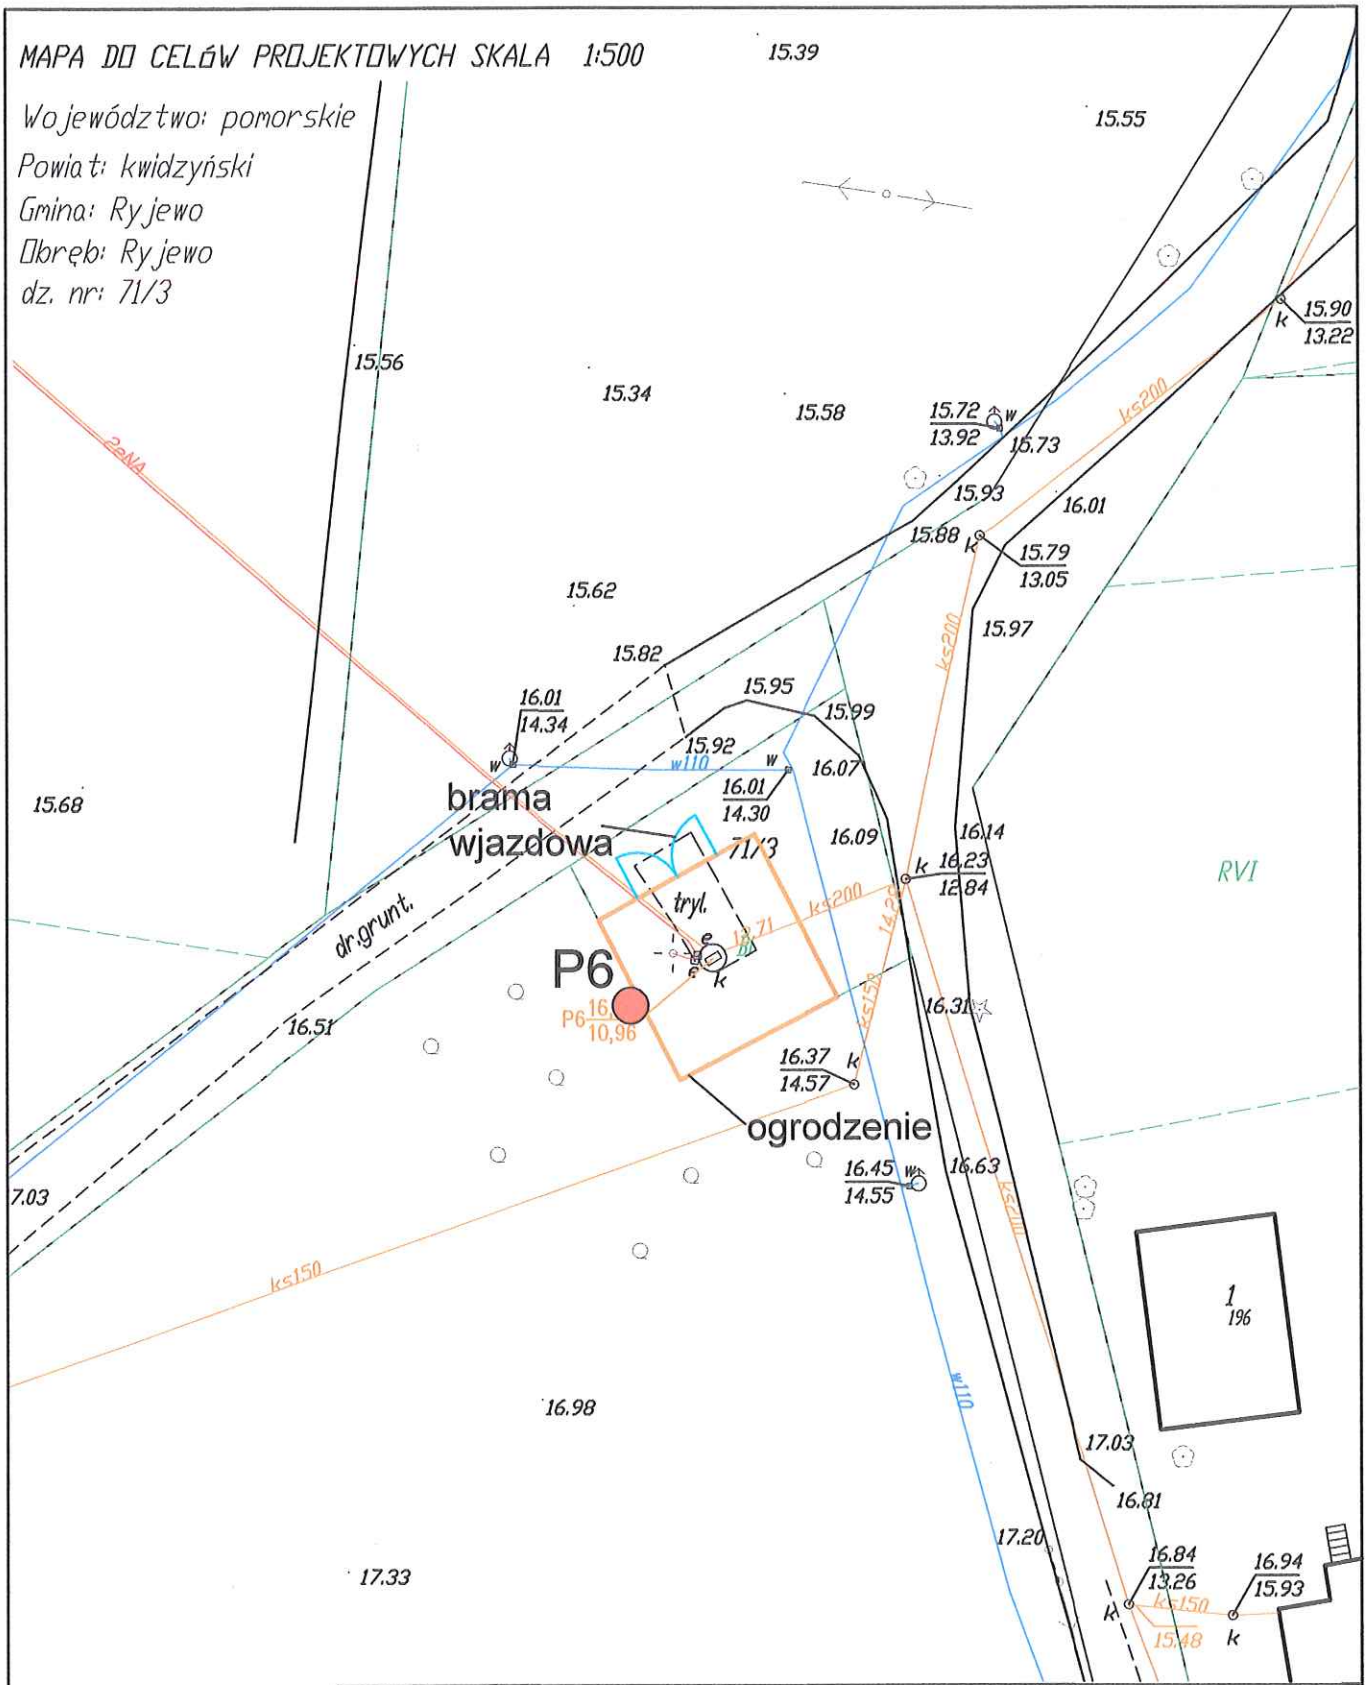 MAPA DO CELÓW PROJEKTOWYCH SKALA 1:500
Województwo: pomorskie
Powiat: kwidzyński
Gmina: Ryjewo
Obręb: Ryjewo
dz. nr: 71/3
15.39
15.55
15.90
13.22
k
15.56
15.34
15.58
15.72
13.92
w
15.73
ks200
2eNA
15.93
16.01
15.88
k
15.79
13.05
15.62
15.97
ks200
15.82
15.95
16.01
14.34
15.99
15.92
w
w110
16.07
15.68
16.01
14.30
w
brama
wjazdowa
71/3
16.09
16.14
k
16.23
12.84
RVI
tryl.
ks200
dr.grunt.
e
12.71
P6
e
k
16.31
P6
16
10,96
16.51
ks150
16.37
14.57
k
ogrodzenie
16.45
14.55
w
16.63
7.03
ks200
ks150
1
196
w110
16.98
17.03
16.81
17.20
17.33
16.84
13.26
16.94
15.93
k
ks150
15.48
k